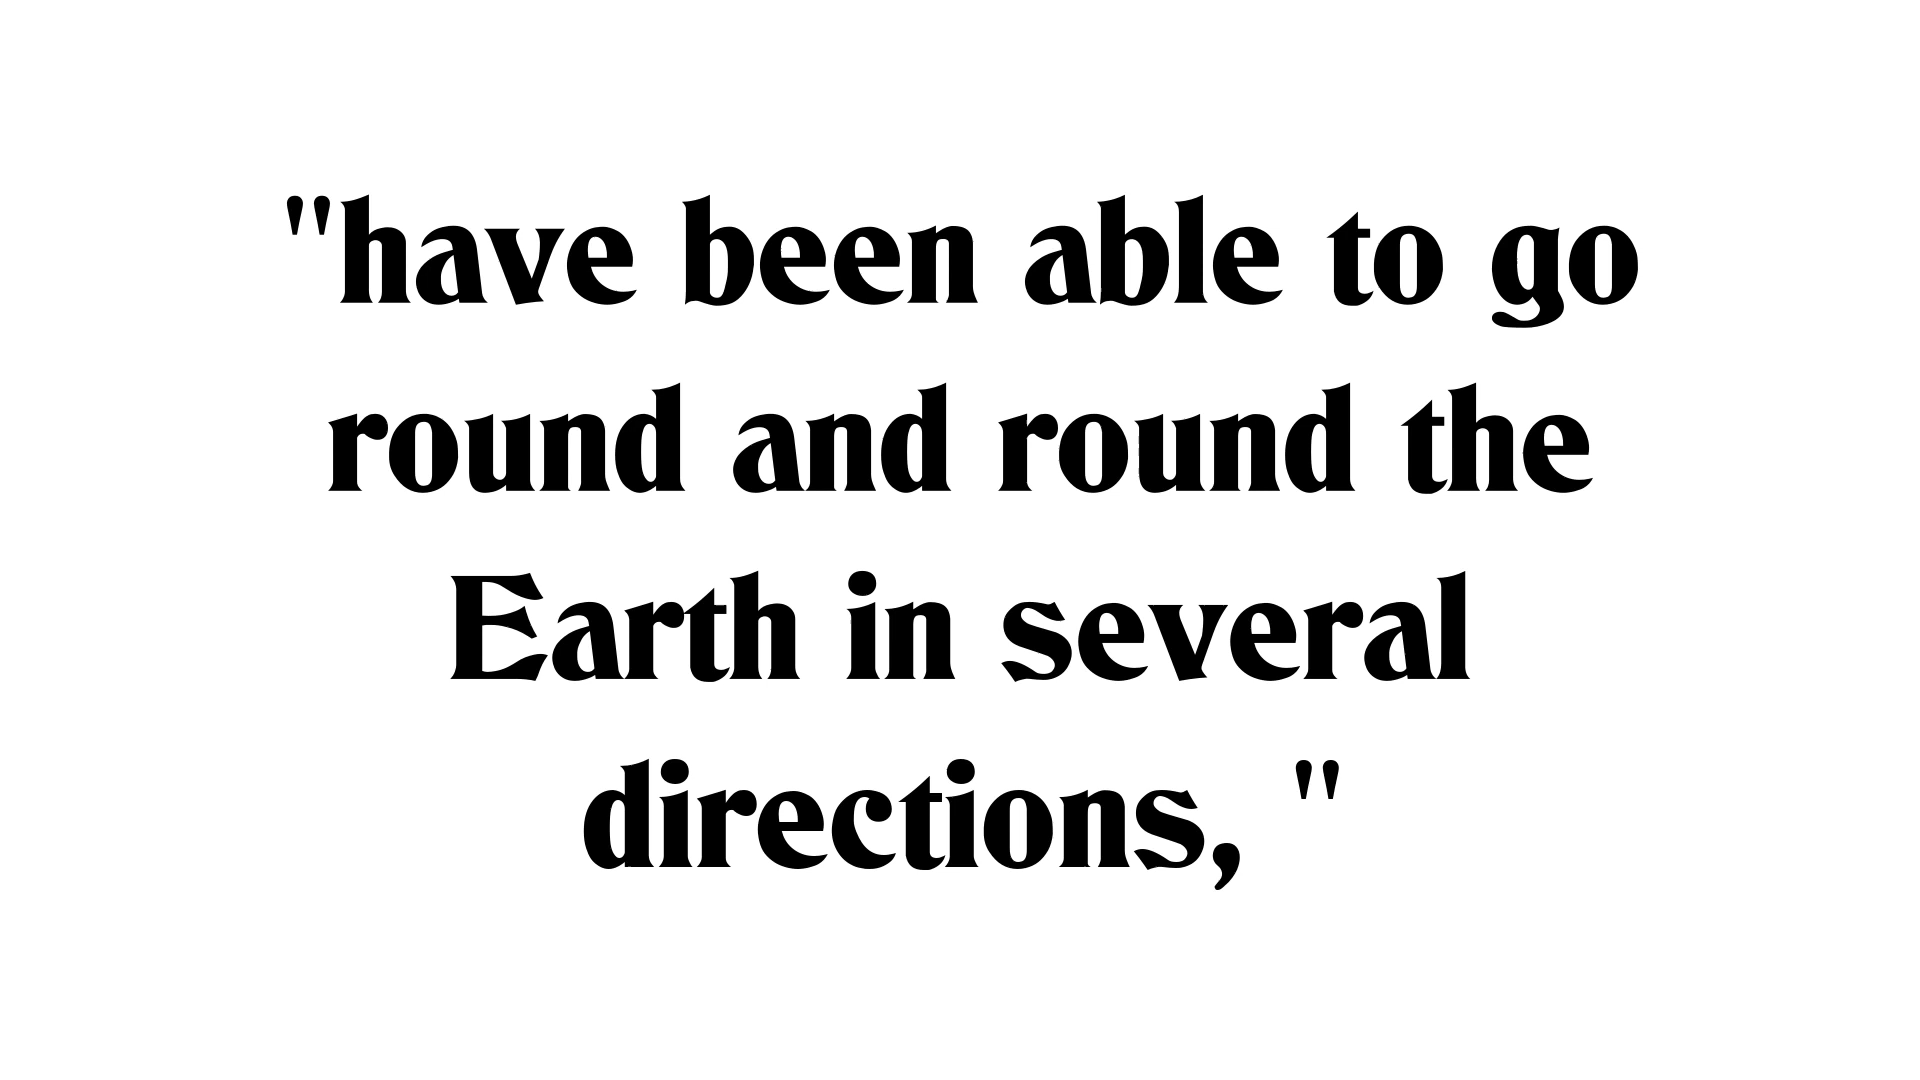 "have been able to go
round and round the
Earth in several
directions, "